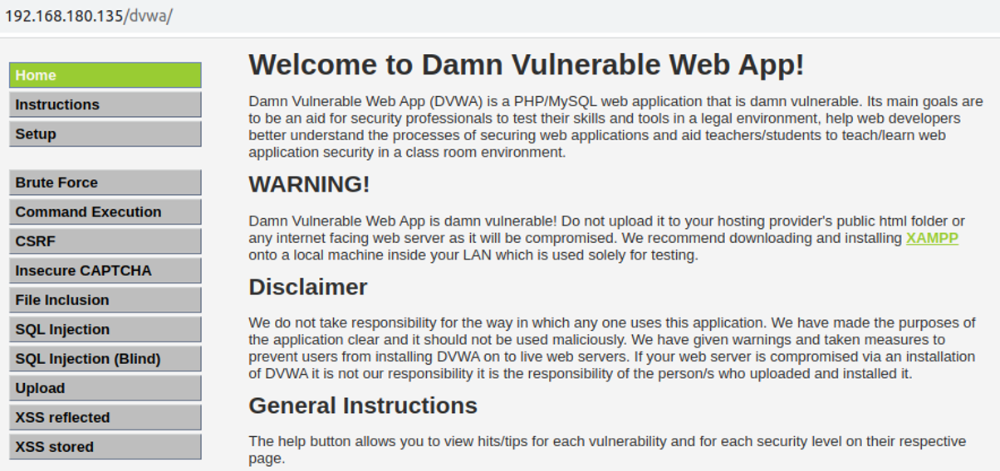 192.168.180.135/dvwa/
Home
Instructions
Setup
Brute Force
Command Execution
CSRF
Insecure CAPTCHA
File Inclusion
SQL Injection
SQL Injection (Blind)
Upload
XSS reflected
XSS stored
Welcome to Damn Vulnerable Web App!
Damn Vulnerable Web App (DVWA) is a PHP/MySQL web application that is damn vulnerable. Its main goals are
to be an aid for security professionals to test their skills and tools in a legal environment, help web developers
better understand the processes of securing web applications and aid teachers/students to teach/learn web
application security in a class room environment.
WARNING!
Damn Vulnerable Web App is damn vulnerable! Do not upload it to your hosting provider's public html folder or
any internet facing web server as it will be compromised. We recommend downloading and installing XAMPP
onto a local machine inside your LAN which is used solely for testing.
Disclaimer
We do not take responsibility for the way in which any one uses this application. We have made the purposes of
the application clear and it should not be used maliciously. We have given warnings and taken measures to
prevent users from installing DVWA on to live web servers. If your web server is compromised via an installation
of DVWA it is not our responsibility it is the responsibility of the person/s who uploaded and installed it.
General Instructions
The help button allows you to view hits/tips for each vulnerability and for each security level on their respective
page.